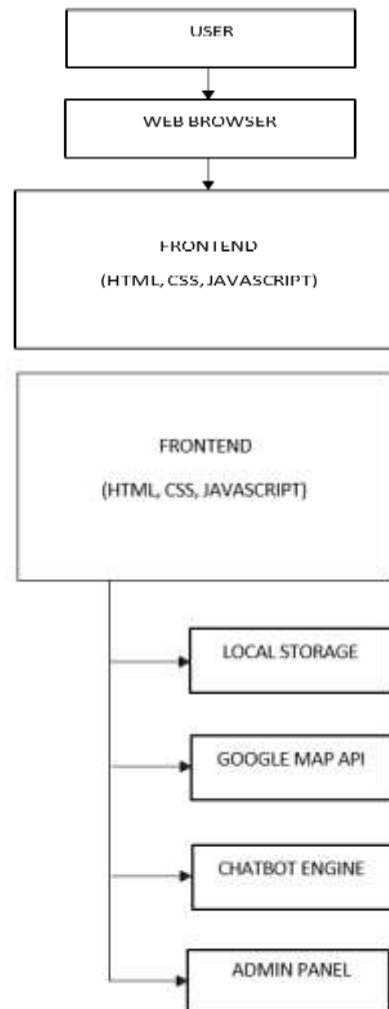 USER
WEB BROWSER
FRONTEND
(HTML, CSS, JAVASCRIPT)
FRONTEND
(HTML, CSS, JAVASCRIPT)
LOCAL STORAGE
GOOGLE MAP API
CHATBOT ENGINE
ADMIN PANEL